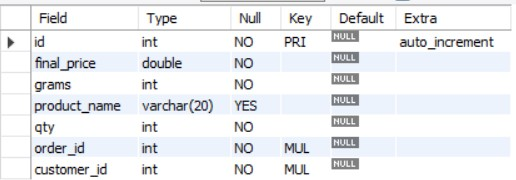 Field Type Null Key Default Extra
id int NO PRI NULL auto_increment
final_price double NO NULL
grams int NO NULL
product_name varchar(20) YES NULL
qty int NO NULL
order_id int NO MUL NULL
customer_id int NO MUL NULL